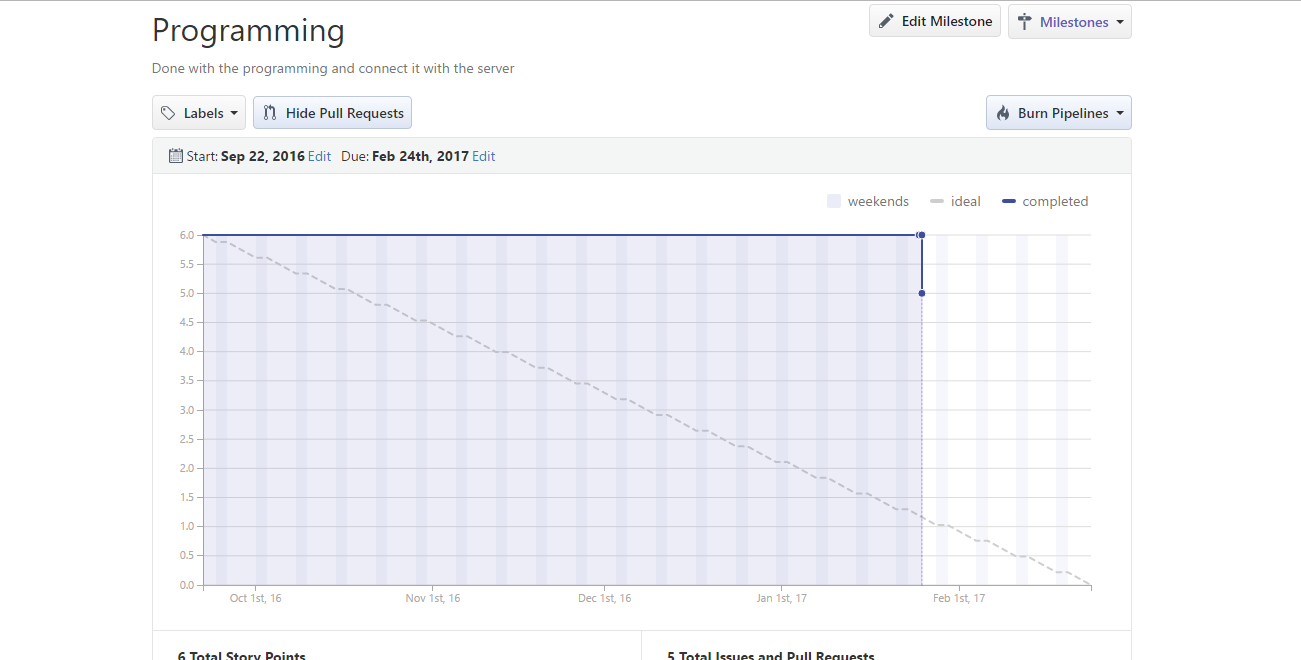 Programming
Edit Milestone
Milestones
Done with the programming and connect it with the server
Labels
Hide Pull Requests
Burn Pipelines
Start: Sep 22, 2016 Edit Due: Feb 24th, 2017 Edit
weekends ideal completed
6.0
5.5
5.0
4.5
4.0
3.5
3.0
2.5
2.0
1.5
1.0
0.5
0.0
Oct 1st, 16 Nov 1st, 16 Dec 1st, 16 Jan 1st, 17 Feb 1st, 17
6 Total Story Points
5 Total Issues and Pull Requests